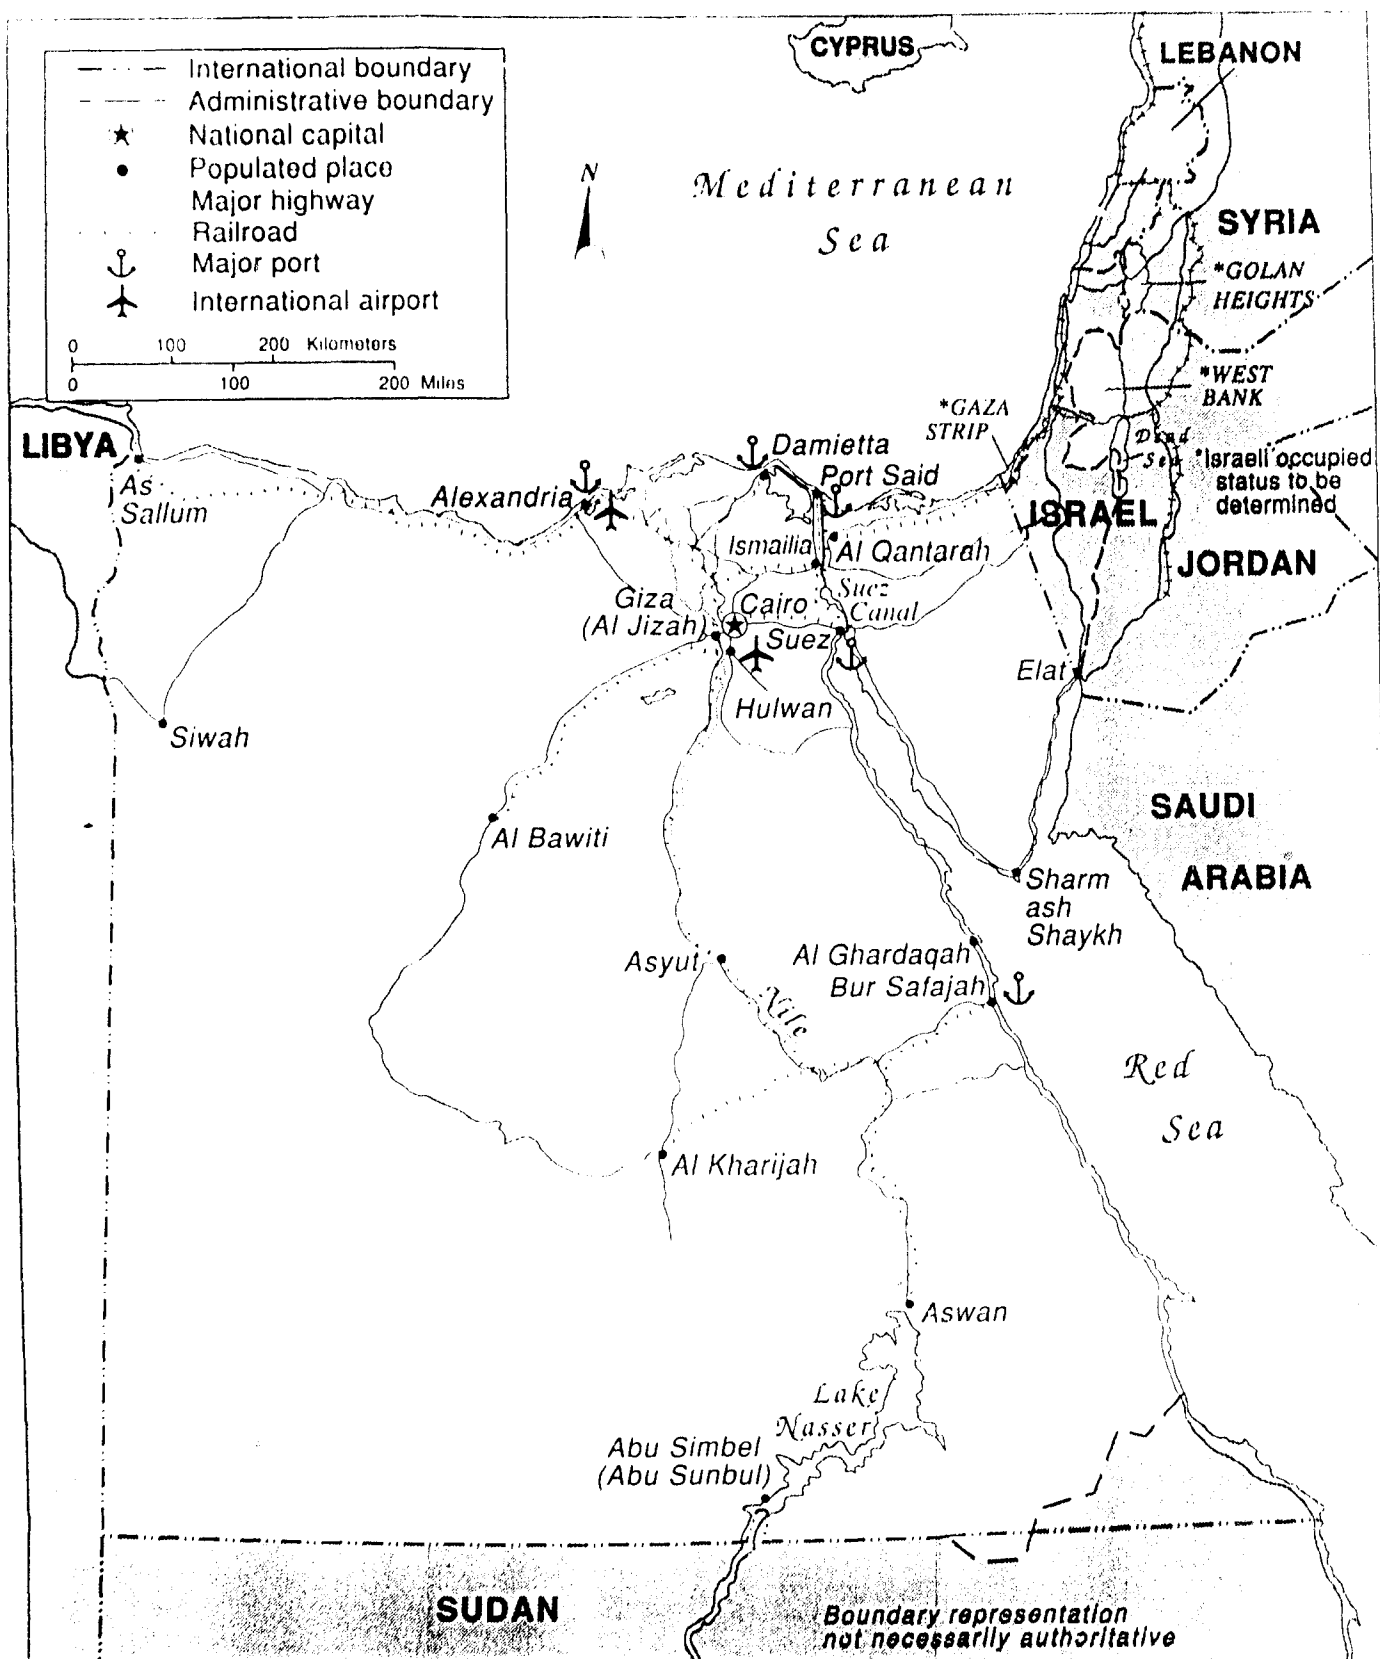 International boundary
Administrative boundary
National capital
Populated place
Major highway
Railroad
Major port
International airport
0 100 200 Kilometers
0 100 200 Miles
N
CYPRUS
LEBANON
Mediterranean
Sea
SYRIA
*GOLAN
HEIGHTS
*WEST
BANK
*GAZA
STRIP
Dead
Sea
*Israeli occupied
status to be
determined
LIBYA
As
Sallum
Alexandria
Damietta
Port Said
ISRAEL
Ismailia
Al Qantarah
JORDAN
Suez
Canal
Giza
(Al Jizah)
Cairo
Suez
Elat
Hulwan
Siwah
SAUDI
ARABIA
Al Bawiti
Sharm
ash
Shaykh
Asyut
Al Ghardaqah
Bur Safajah
Nile
Red
Sea
Al Kharijah
Aswan
Lake
Nasser
Abu Simbel
(Abu Sunbul)
SUDAN
Boundary representation
not necessarily authoritative